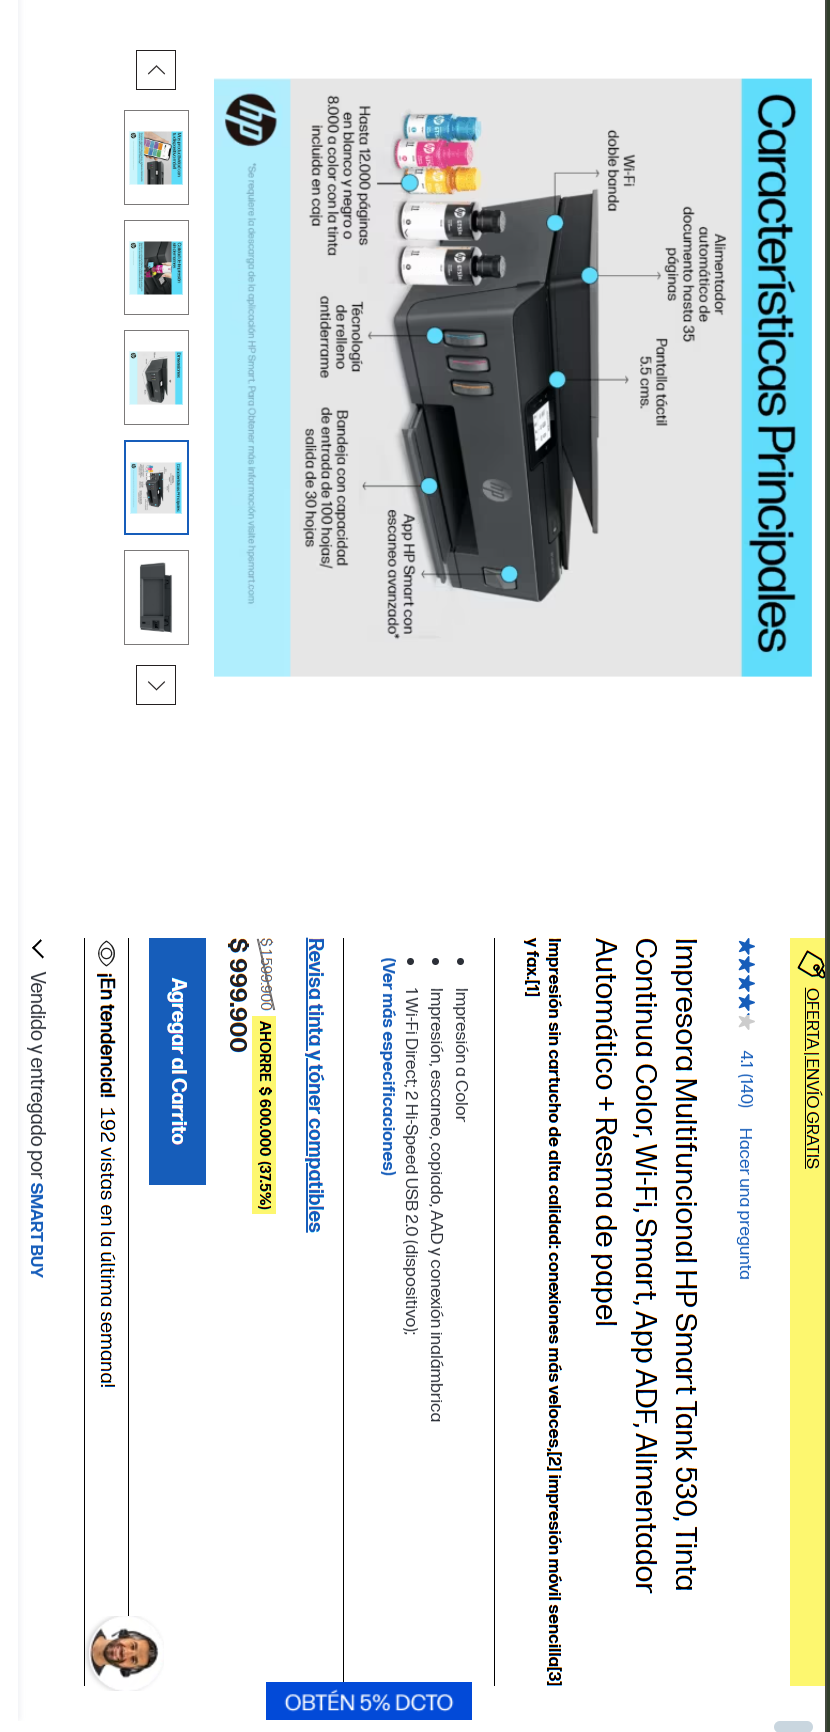 Características Principales
Alimentador
automático de
documento hasta 35
páginas
Wi-Fi
doble banda
Pantalla táctil
5.5 cms.
Hasta 12.000 páginas
en blanco y negro o
8.000 a color con la tinta
incluida en caja
Técnología
de relleno
antiderrame
Bandeja con capacidad
de entrada de 100 hojas/
salida de 30 hojas
App HP Smart con
escaneo avanzado*
hp
*Se requiere la descarga de la aplicación HP Smart. Para Obtener más información visite hpsmart.com
OFERTA | ENVÍO GRATIS
4.1 (140) Hacer una pregunta
Impresora Multifuncional HP Smart Tank 530, Tinta
Continua Color, Wi-Fi, Smart, App ADF, Alimentador
Automático + Resma de papel
Impresión sin cartucho de alta calidad: conexiones más veloces,[2] impresión móvil sencilla[3]
y fax.[1]
Impresión a Color
Impresión, escaneo, copiado, AAD y conexión inalámbrica
1 Wi-Fi Direct; 2 Hi-Speed USB 2.0 (dispositivo);
(Ver más especificaciones)
Revisa tinta y tóner compatibles
$ 1.599.900 AHORRE $ 600.000 (37.5%)
$ 999.900
Agregar al Carrito
¡En tendencia! 192 vistas en la última semana!
Vendido y entregado por SMARTBUY
OBTÉN 5% DCTO